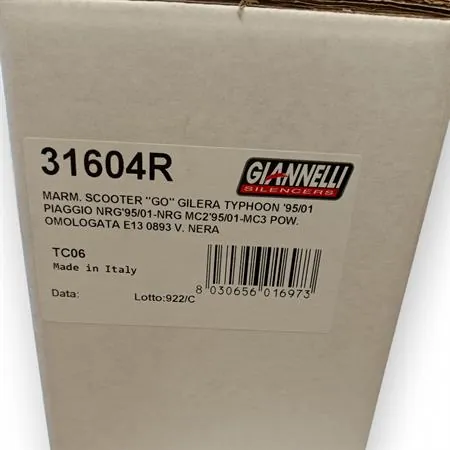 31604R
GIANNELLI
SILENCERS
MARM. SCOOTER "GO" GILERA TYPHOON '95/01
PIAGGIO NRG'95/01-NRG MC2'95/01-MC3 POW.
OMOLOGATA E13 0893 V. NERA
TC06
Made in Italy
Data:
Lotto:922/C
8 030656 016973